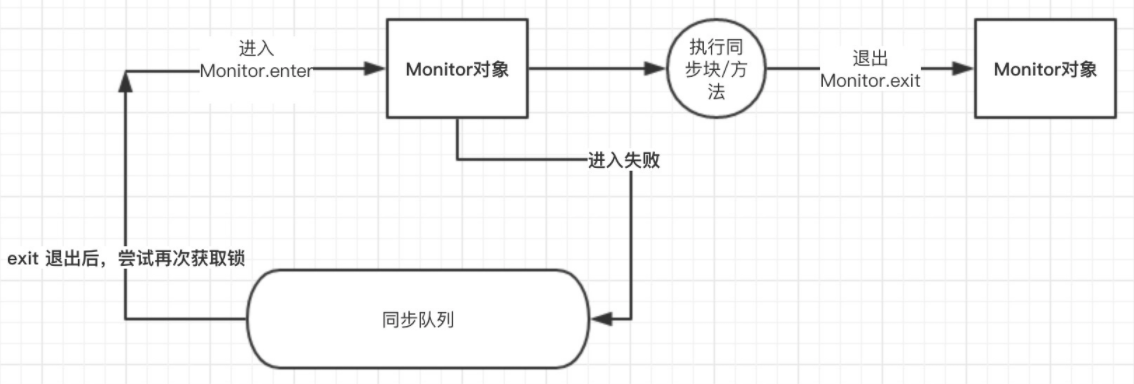 进入
Monitor.enter
Monitor对象
执行同
步块/方
法
退出
Monitor.exit
Monitor对象
进入失败
exit 退出后，尝试再次获取锁
同步队列